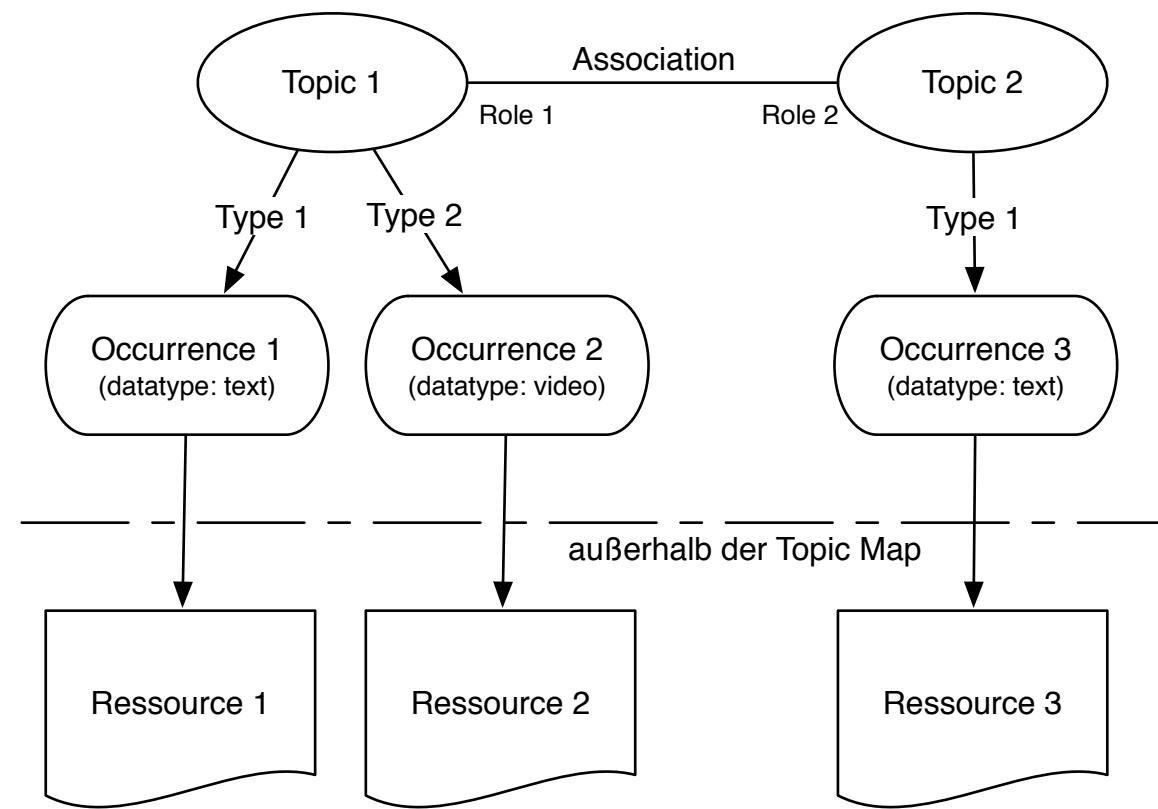 Association
Topic 1
Topic 2
Role 1
Role 2
Type 1
Type 2
Type 1
Occurrence 1
(datatype: text)
Occurrence 2
(datatype: video)
Occurrence 3
(datatype: text)
außerhalb der Topic Map
Ressource 1
Ressource 2
Ressource 3